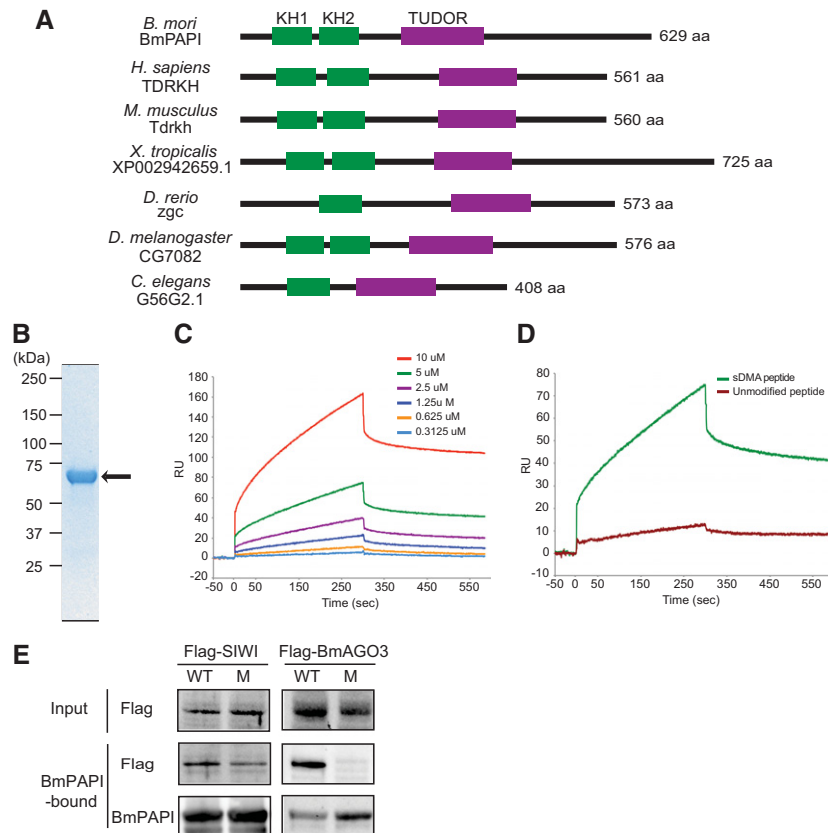 A
KH1 KH2 TUDOR
B. mori
BmPAPI
629 aa
H. sapiens
TDRKH
561 aa
M. musculus
Tdrkh
560 aa
X. tropicalis
XP002942659.1
725 aa
D. rerio
zgc
573 aa
D. melanogaster
CG7082
576 aa
C. elegans
G56G2.1
408 aa
B
(kDa)
250
150
100
75
50
37
25
C
10 uM
5 uM
2.5 uM
1.25u M
0.625 uM
0.3125 uM
180
160
140
120
100
80
60
40
20
0
-20
RU
-50 0 50 150 250 350 450 550
Time (sec)
D
sDMA peptide
Unmodified peptide
80
70
60
50
40
30
20
10
0
-10
RU
-50 0 50 150 250 350 450 550
Time (sec)
E
Flag-SIWI Flag-BmAGO3
WT M WT M
Input Flag
BmPAPI
-bound
Flag
BmPAPI